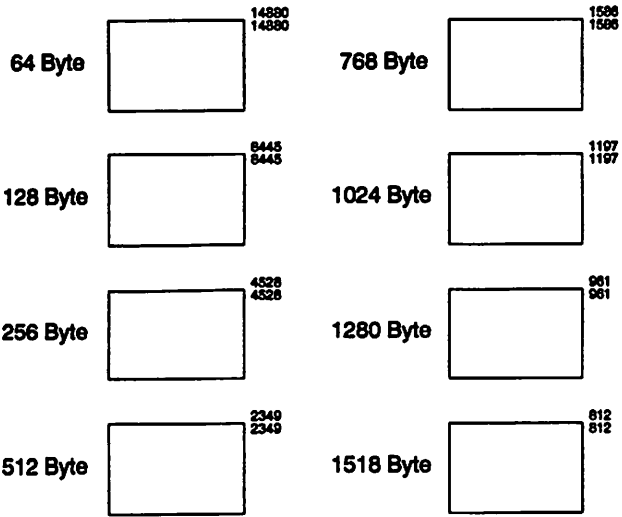 14880
14880
64 Byte
1586
1586
768 Byte
8445
8445
128 Byte
1197
1197
1024 Byte
4528
4528
256 Byte
961
961
1280 Byte
2349
2349
512 Byte
812
812
1518 Byte